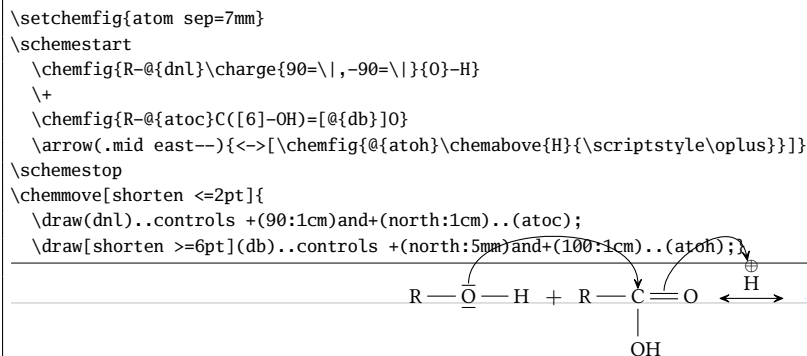 \setchemfig{atom sep=7mm}
\schemestart
\chemfig{R-@{dnl}\charge{90=\|,-90=\|}{O}-H}
\+
\chemfig{R-@{atoc}C([6]-OH)=[@{db}]O}
\arrow(.mid east--){<->[\chemfig{@{atoh}\chemabove{H}{\scriptstyle\oplus}}]}
\schemestop
\chemmove[shorten <=2pt]{
\draw(dnl)..controls +(90:1cm)and+(north:1cm)..(atoc);
\draw[shorten >=6pt](db)..controls +(north:5mm)and+(100:1cm)..(atoh);}
⊕
H
R — O — H + R — C = O
OH